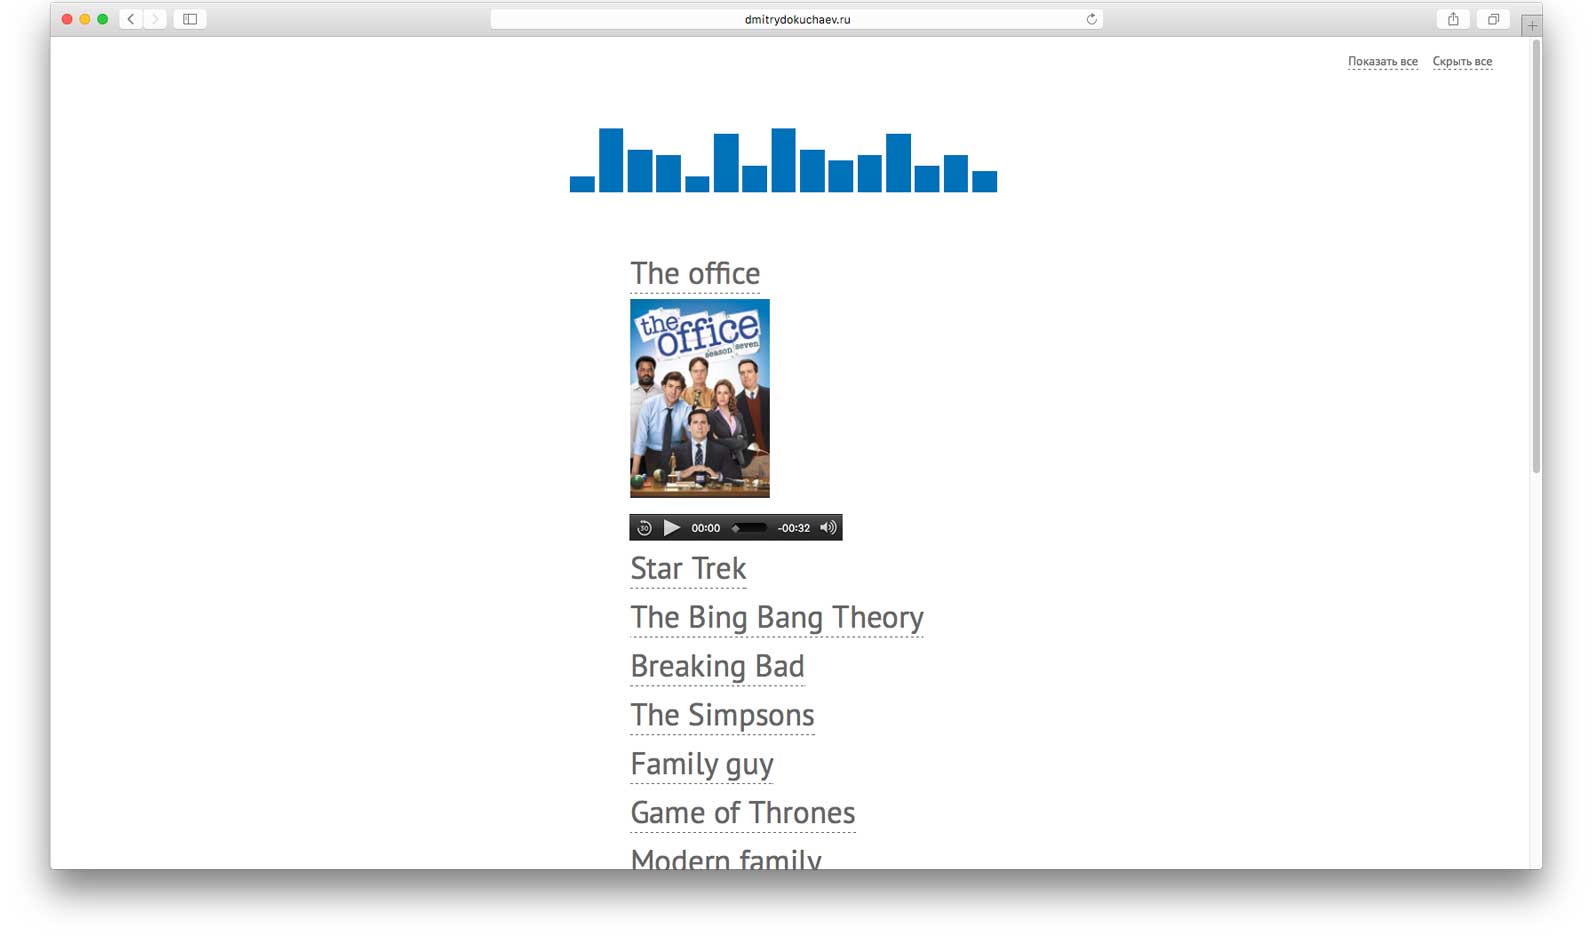 dmitrydokuchaev.ru
Показать все Скрыть все
The office
the
office
season seven
30 00:00 -00:32
Star Trek
The Bing Bang Theory
Breaking Bad
The Simpsons
Family guy
Game of Thrones
Modern family